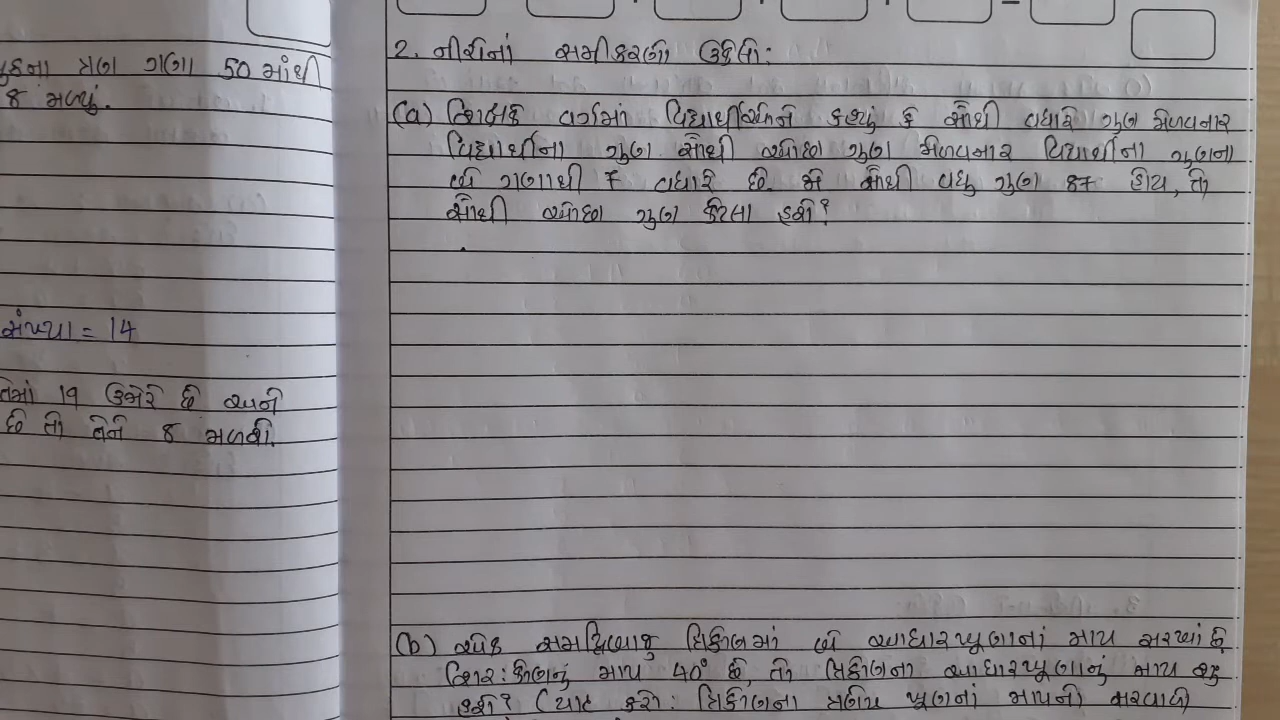 ના ત્રણ ગણા 50 માંથી
8 મળ્યું.
સંખ્યા = 14
તેમાં 19 ઉમેરે છે અને
છે તો તેને 8 મળશે.
2. નીચેનાં સમીકરણો ઉકેલો:
(a) શિક્ષકે વર્ગમાં વિદ્યાર્થીઓને કહ્યું કે સૌથી વધારે ગુણ મેળવનાર
વિદ્યાર્થીના ગુણ સૌથી ઓછા ગુણ મેળવનાર વિદ્યાર્થીના ગુણના
બે ગણાથી 7 વધારે છે. જો સૌથી વધુ ગુણ 87 હોય, તો
સૌથી ઓછા ગુણ કેટલા હશે?
(b) એક સમદ્વિબાજુ ત્રિકોણમાં બે આધારખૂણાનાં માપ સરખાં છે.
શિર:કોણનું માપ 40° છે, તો ત્રિકોણના આધારખૂણાનું માપ શું
હશે? (યાદ કરો: ત્રિકોણના ત્રણેય ખૂણાનાં માપનો સરવાળો